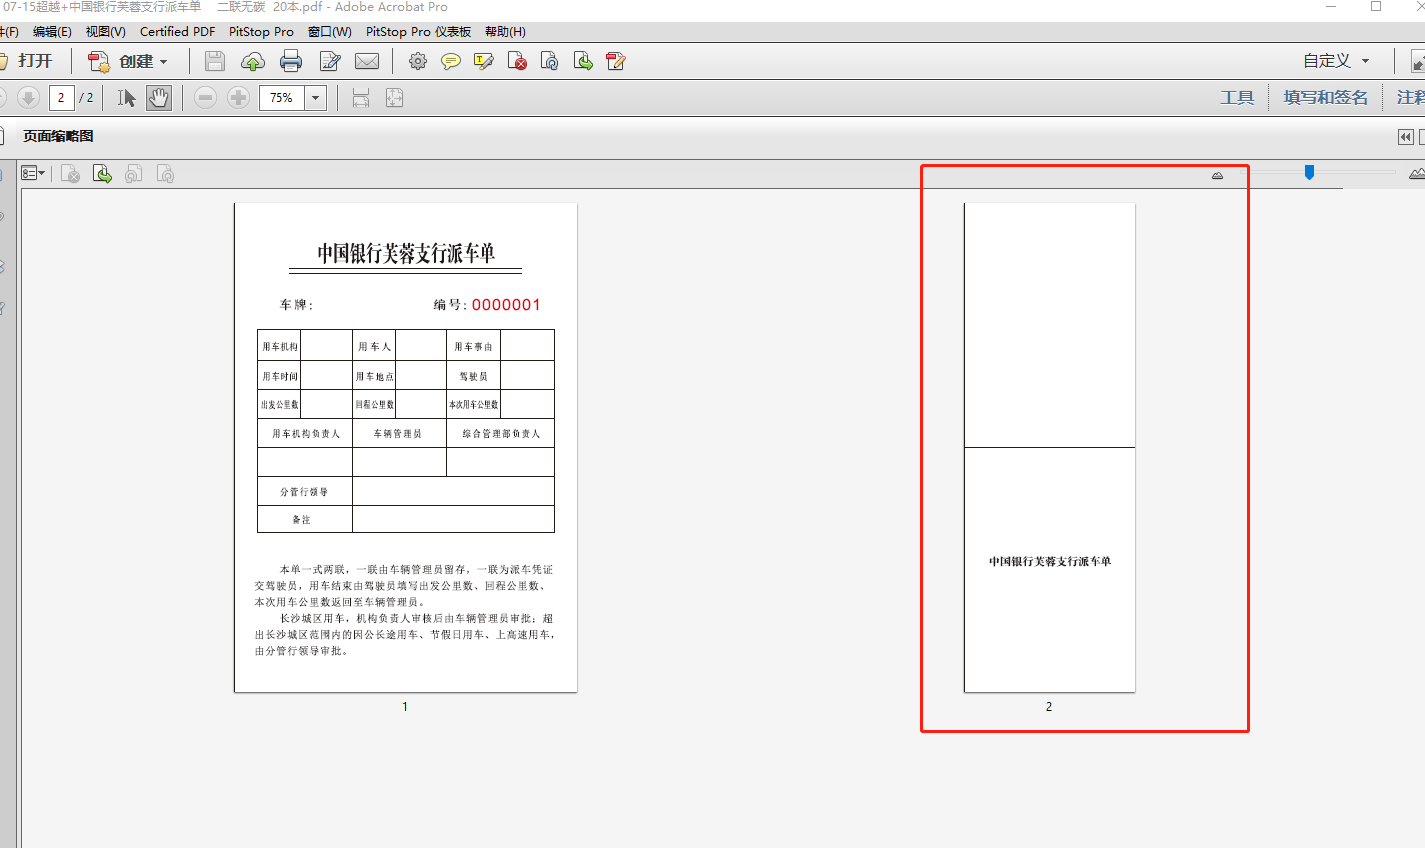 07-15超越+中国银行芙蓉支行派车单 二联无碳 20本.pdf - Adobe Acrobat Pro
(F) 编辑(E) 视图(V) Certified PDF PitStop Pro 窗口(W) PitStop Pro 仪表板 帮助(H)
打开 创建 自定义
2 / 2 75% 工具 填写和签名 注释
页面缩略图
中国银行芙蓉支行派车单
车牌: 编号: 0000001
用车机构 用车人 用车事由
用车时间 用车地点 驾驶员
出发公里数 回程公里数 本次用车公里数
用车机构负责人 车辆管理员 综合管理部负责人
分管行领导
备注
本单一式两联，一联由车辆管理员留存，一联为派车凭证
交驾驶员，用车结束由驾驶员填写出发公里数、回程公里数、
本次用车公里数返回至车辆管理员。
长沙城区用车，机构负责人审核后由车辆管理员审批；超
出长沙城区范围内的因公长途用车、节假日用车、上高速用车，
由分管行领导审批。
1
中国银行芙蓉支行派车单
2